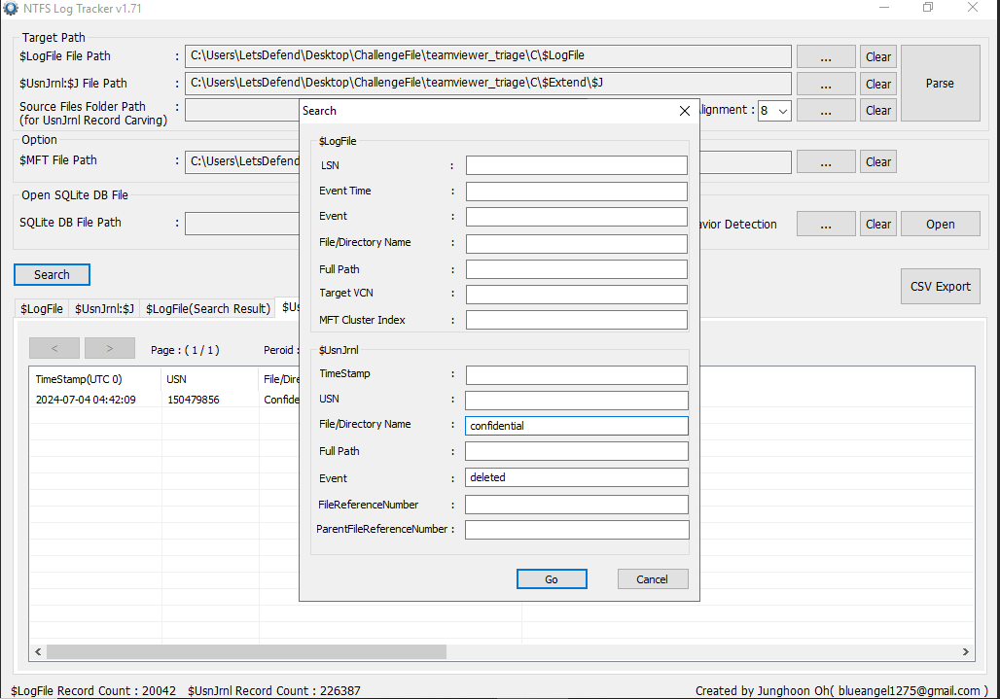 NTFS Log Tracker v1.71
Target Path
$LogFile File Path : C:\Users\LetsDefend\Desktop\ChallengeFile\teamviewer_triage\C\$LogFile ... Clear
$UsnJrnl:$J File Path : C:\Users\LetsDefend\Desktop\ChallengeFile\teamviewer_triage\C\$Extend\$J ... Clear Parse
Source Files Folder Path
(for UsnJrnl Record Carving) : lignment : 8 ... Clear
Option
$MFT File Path : C:\Users\LetsDefend ... Clear
Open SQLite DB File
SQLite DB File Path : avior Detection ... Clear Open
Search
CSV Export
$LogFile $UsnJrnl:$J $LogFile(Search Result) $Us
< > Page : ( 1 / 1 ) Peroid :
TimeStamp(UTC 0) USN File/Dire
2024-07-04 04:42:09 150479856 Confide
Search
$LogFile
LSN :
Event Time :
Event :
File/Directory Name :
Full Path :
Target VCN :
MFT Cluster Index :
$UsnJrnl
TimeStamp :
USN :
File/Directory Name : confidential
Full Path :
Event : deleted
FileReferenceNumber :
ParentFileReferenceNumber :
Go Cancel
$LogFile Record Count : 20042 $UsnJrnl Record Count : 226387 Created by Junghoon Oh( blueangel1275@gmail.com )